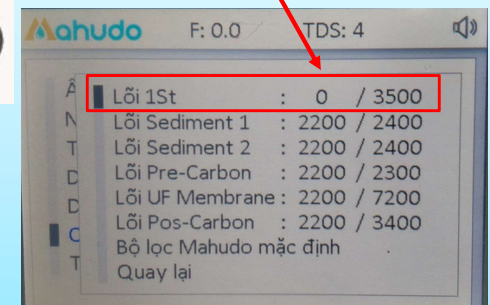 Mahudo F: 0.0 TDS: 4
Lõi 1St : 0 / 3500
Lõi Sediment 1 : 2200 / 2400
Lõi Sediment 2 : 2200 / 2400
Lõi Pre-Carbon : 2200 / 2300
Lõi UF Membrane : 2200 / 7200
Lõi Pos-Carbon : 2200 / 3400
Bộ lọc Mahudo mặc định
Quay lại
Â
N
T
D
D
C
T